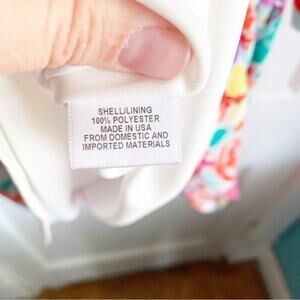 SHELL/LINING
100% POLYESTER
MADE IN USA
FROM DOMESTIC AND
IMPORTED MATERIALS